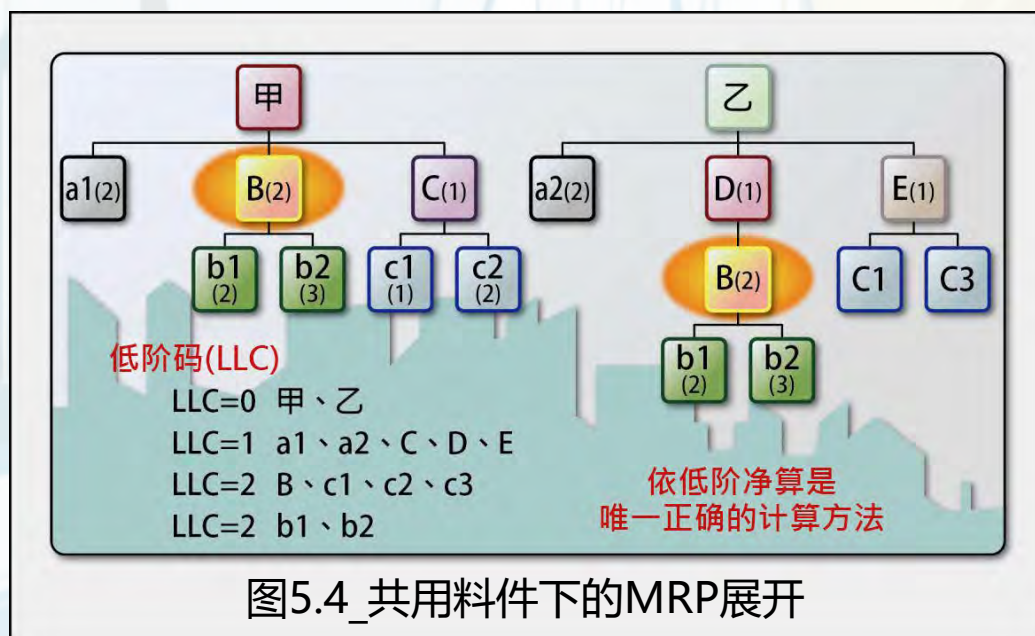 甲
乙
a1(2)
B(2)
C(1)
a2(2)
D(1)
E(1)
b1
(2)
b2
(3)
c1
(1)
c2
(2)
B(2)
C1
C3
b1
(2)
b2
(3)
低阶码(LLC)
LLC=0 甲、乙
LLC=1 a1、a2、C、D、E
LLC=2 B、c1、c2、c3
LLC=2 b1、b2
依低阶净算是
唯一正确的计算方法
图5.4_共用料件下的MRP展开